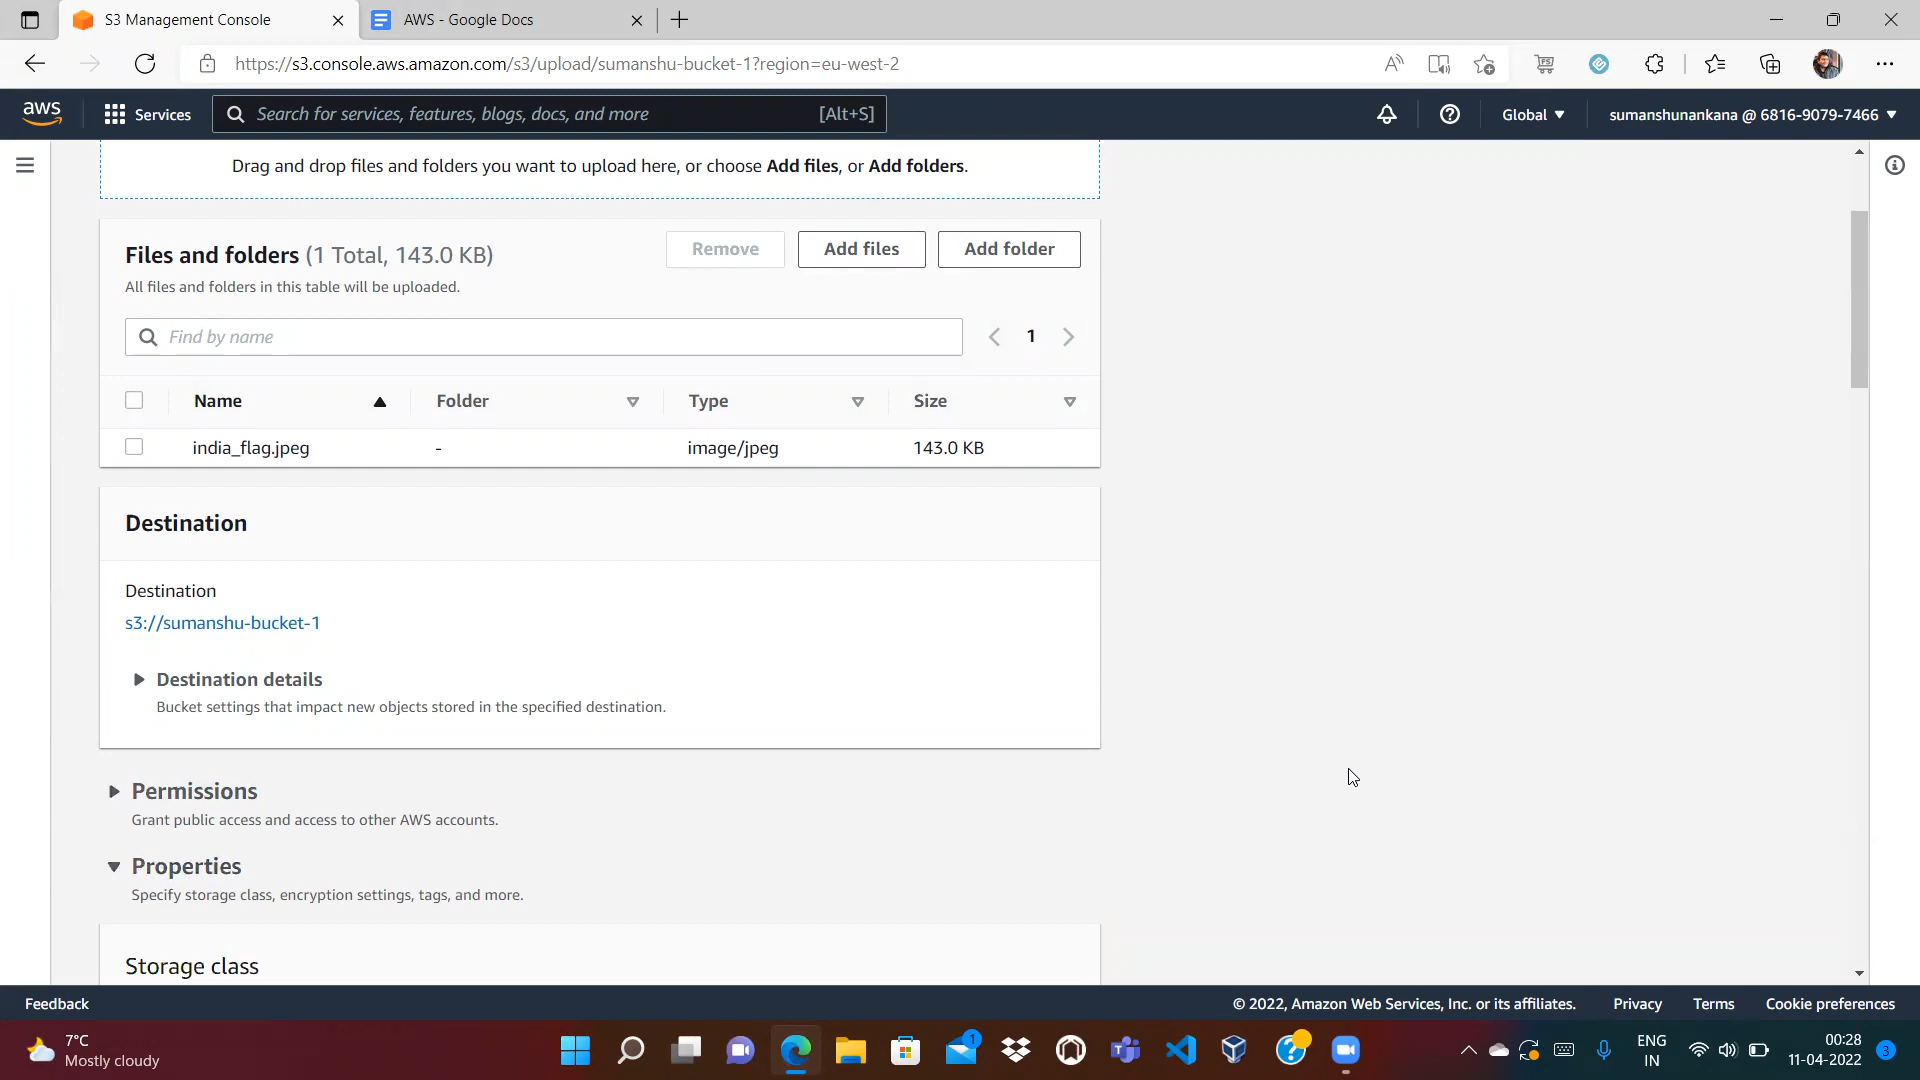 S3 Management Console
AWS - Google Docs
https://s3.console.aws.amazon.com/s3/upload/sumanshu-bucket-1?region=eu-west-2
aws
Services
Search for services, features, blogs, docs, and more
[Alt+S]
Global
sumanshunankana @ 6816-9079-7466
Drag and drop files and folders you want to upload here, or choose Add files, or Add folders.
Files and folders (1 Total, 143.0 KB)
Remove
Add files
Add folder
All files and folders in this table will be uploaded.
Find by name
1
Name
Folder
Type
Size
india_flag.jpeg
-
image/jpeg
143.0 KB
Destination
Destination
s3://sumanshu-bucket-1
Destination details
Bucket settings that impact new objects stored in the specified destination.
Permissions
Grant public access and access to other AWS accounts.
Properties
Specify storage class, encryption settings, tags, and more.
Storage class
Feedback
© 2022, Amazon Web Services, Inc. or its affiliates.
Privacy
Terms
Cookie preferences
7°C
Mostly cloudy
1
ENG
IN
00:28
11-04-2022
3